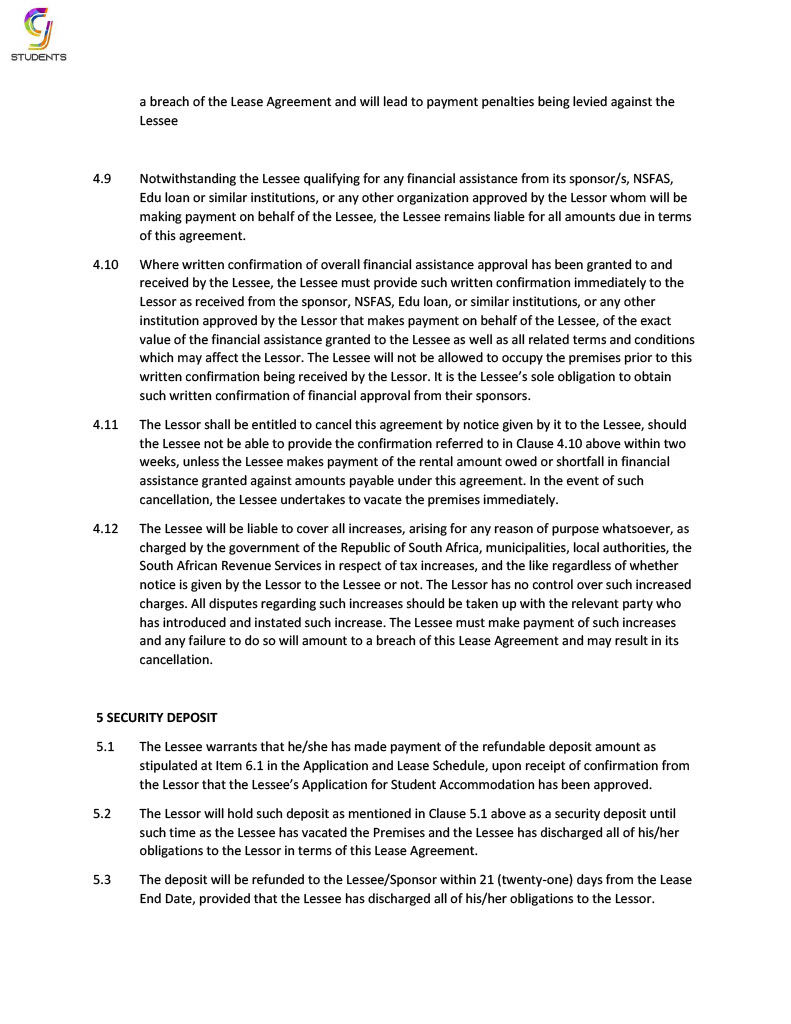 STUDENTS
a breach of the Lease Agreement and will lead to payment penalties being levied against the
Lessee
4.9 Notwithstanding the Lessee qualifying for any financial assistance from its sponsor/s, NSFAS,
Edu loan or similar institutions, or any other organization approved by the Lessor whom will be
making payment on behalf of the Lessee, the Lessee remains liable for all amounts due in terms
of this agreement.
4.10 Where written confirmation of overall financial assistance approval has been granted to and
received by the Lessee, the Lessee must provide such written confirmation immediately to the
Lessor as received from the sponsor, NSFAS, Edu loan, or similar institutions, or any other
institution approved by the Lessor that makes payment on behalf of the Lessee, of the exact
value of the financial assistance granted to the Lessee as well as all related terms and conditions
which may affect the Lessor. The Lessee will not be allowed to occupy the premises prior to this
written confirmation being received by the Lessor. It is the Lessee’s sole obligation to obtain
such written confirmation of financial approval from their sponsors.
4.11 The Lessor shall be entitled to cancel this agreement by notice given by it to the Lessee, should
the Lessee not be able to provide the confirmation referred to in Clause 4.10 above within two
weeks, unless the Lessee makes payment of the rental amount owed or shortfall in financial
assistance granted against amounts payable under this agreement. In the event of such
cancellation, the Lessee undertakes to vacate the premises immediately.
4.12 The Lessee will be liable to cover all increases, arising for any reason of purpose whatsoever, as
charged by the government of the Republic of South Africa, municipalities, local authorities, the
South African Revenue Services in respect of tax increases, and the like regardless of whether
notice is given by the Lessor to the Lessee or not. The Lessor has no control over such increased
charges. All disputes regarding such increases should be taken up with the relevant party who
has introduced and instated such increase. The Lessee must make payment of such increases
and any failure to do so will amount to a breach of this Lease Agreement and may result in its
cancellation.
5 SECURITY DEPOSIT
5.1 The Lessee warrants that he/she has made payment of the refundable deposit amount as
stipulated at Item 6.1 in the Application and Lease Schedule, upon receipt of confirmation from
the Lessor that the Lessee’s Application for Student Accommodation has been approved.
5.2 The Lessor will hold such deposit as mentioned in Clause 5.1 above as a security deposit until
such time as the Lessee has vacated the Premises and the Lessee has discharged all of his/her
obligations to the Lessor in terms of this Lease Agreement.
5.3 The deposit will be refunded to the Lessee/Sponsor within 21 (twenty-one) days from the Lease
End Date, provided that the Lessee has discharged all of his/her obligations to the Lessor.